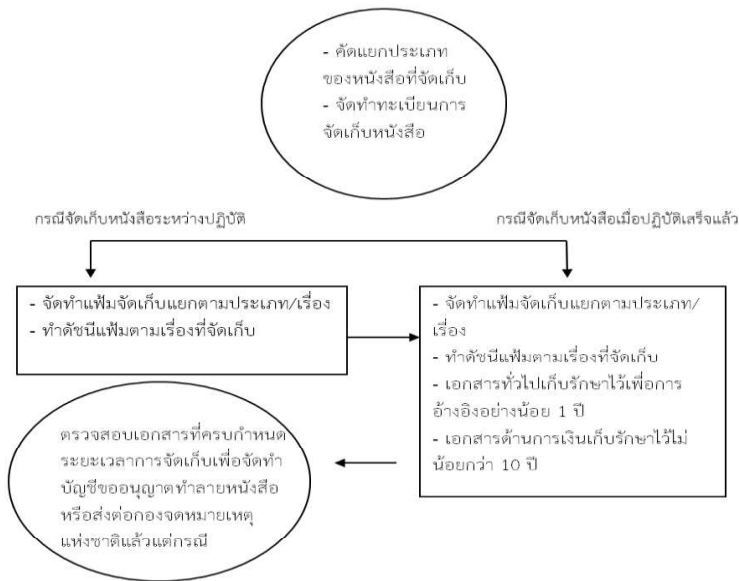 - คัดแยกประเภท
ของหนังสือที่จัดเก็บ
- จัดทำทะเบียนการ
จัดเก็บหนังสือ
กรณีจัดเก็บหนังสือระหว่างปฏิบัติ
กรณีจัดเก็บหนังสือเมื่อปฏิบัติเสร็จแล้ว
- จัดทำแฟ้มจัดเก็บแยกตามประเภท/เรื่อง
- ทำดัชนีแฟ้มตามเรื่องที่จัดเก็บ
- จัดทำแฟ้มจัดเก็บแยกตามประเภท/
เรื่อง
- ทำดัชนีแฟ้มตามเรื่องที่จัดเก็บ
- เอกสารทั่วไปเก็บรักษาไว้เพื่อการ
อ้างอิงอย่างน้อย 1 ปี
- เอกสารด้านการเงินเก็บรักษาไว้ไม่
น้อยกว่า 10 ปี
ตรวจสอบเอกสารที่ครบกำหนด
ระยะเวลาการจัดเก็บเพื่อจัดทำ
บัญชีขออนุญาตทำลายหนังสือ
หรือส่งต่อกองจดหมายเหตุ
แห่งชาติแล้วแต่กรณี